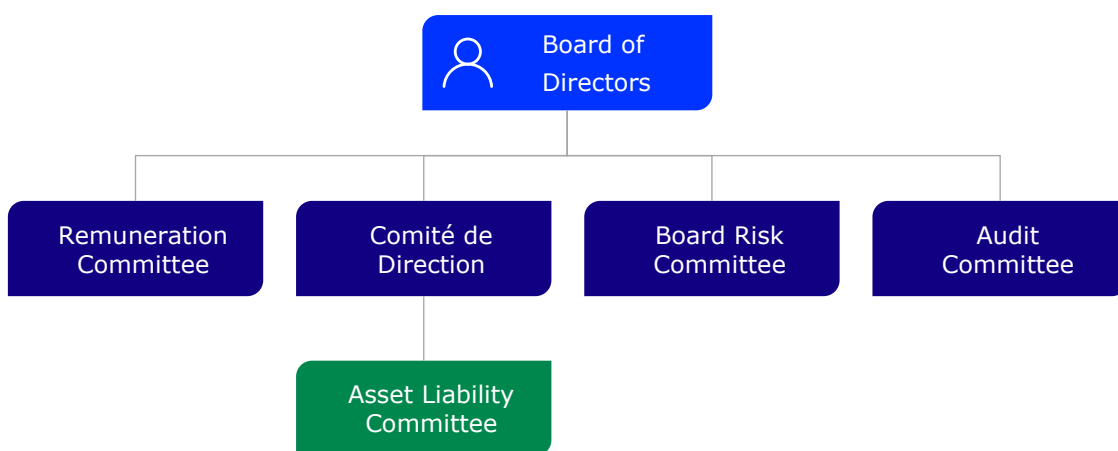 Board of
Directors
Remuneration
Committee
Comité de
Direction
Board Risk
Committee
Audit
Committee
Asset Liability
Committee